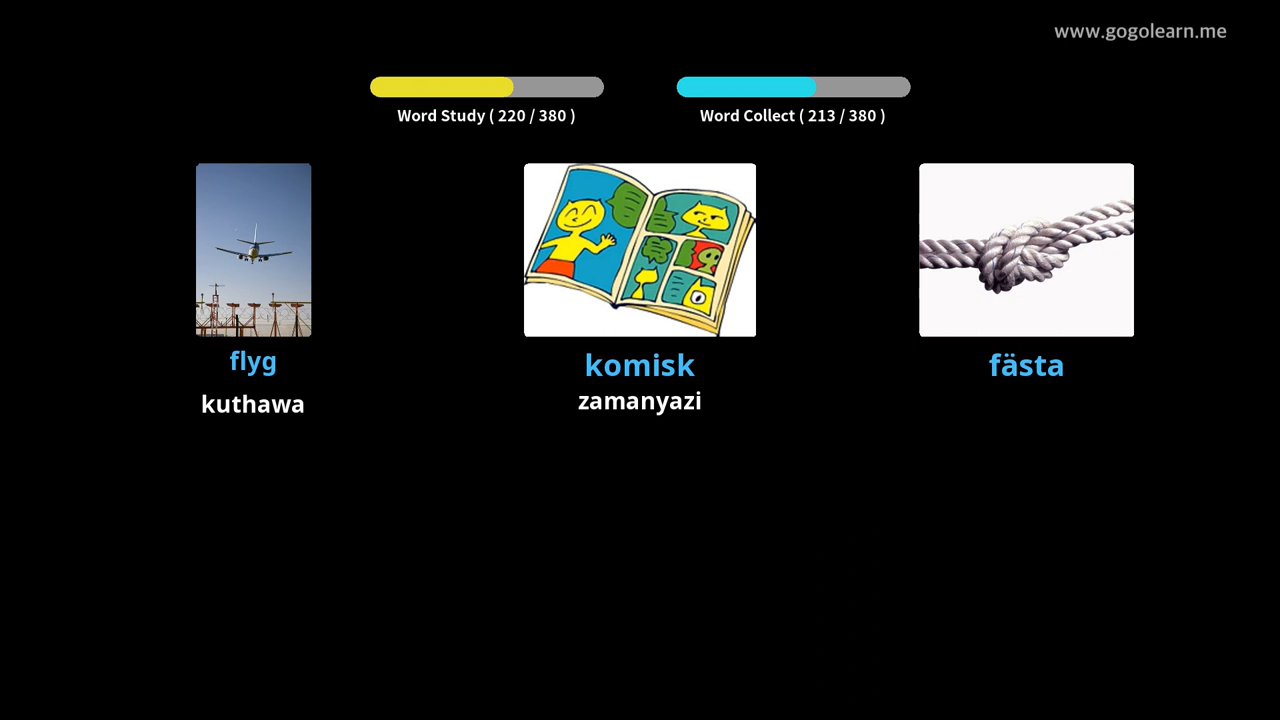 www.gogolearn.me
Word Study ( 220 / 380 )
Word Collect ( 213 / 380 )
flyg
kuthawa
komisk
zamanyazi
fästa